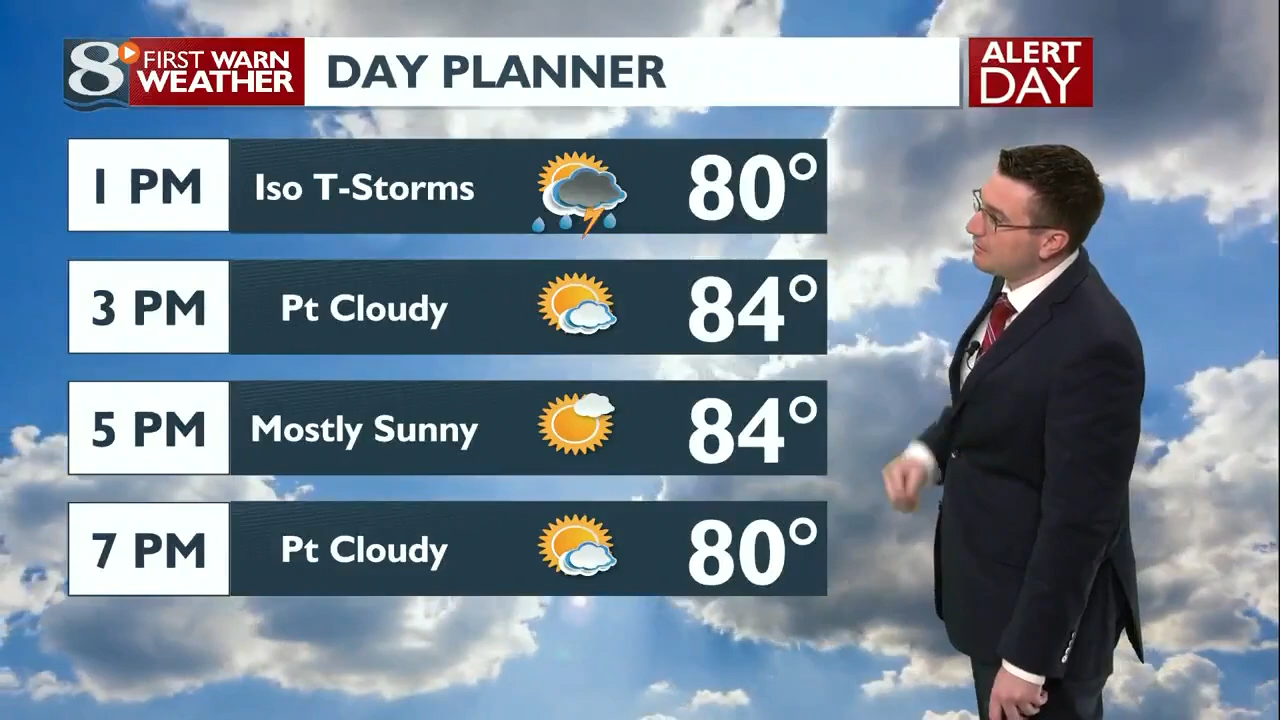 8 FIRST WARN WEATHER
DAY PLANNER
ALERT DAY
1 PM Iso T-Storms 80°
3 PM Pt Cloudy 84°
5 PM Mostly Sunny 84°
7 PM Pt Cloudy 80°